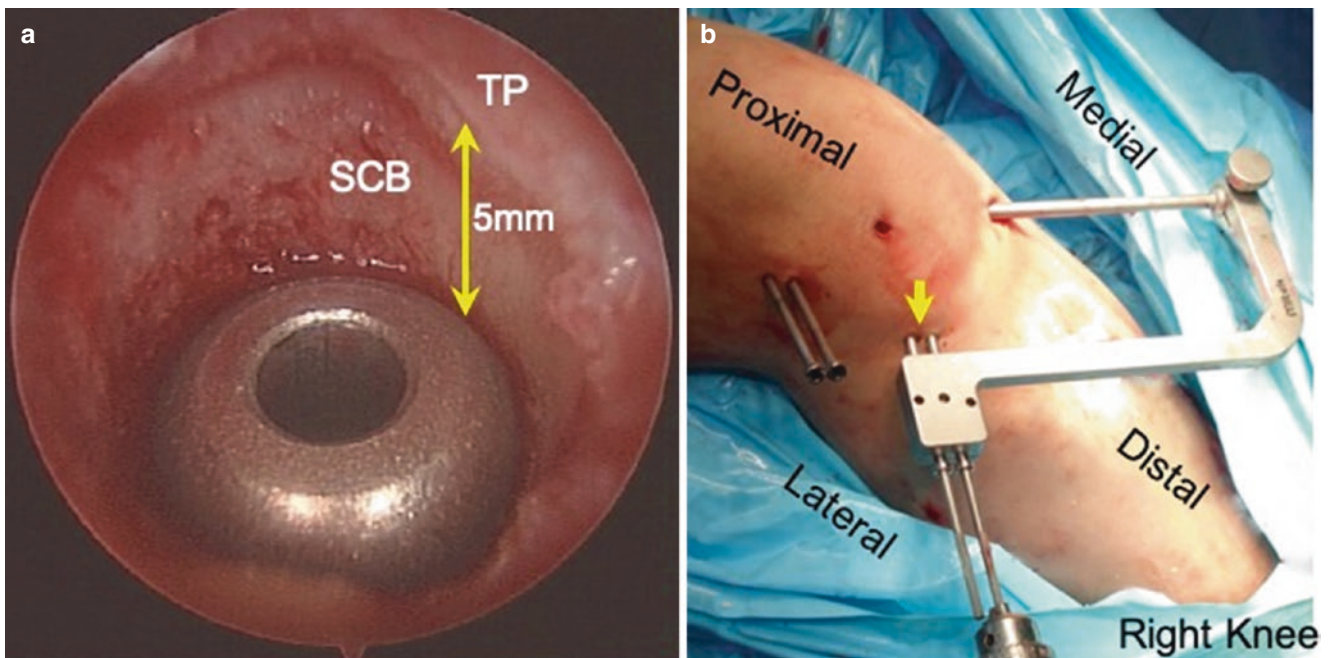 a
TP
SCB
5mm
b
Proximal
Medial
Distal
Lateral
Right Knee